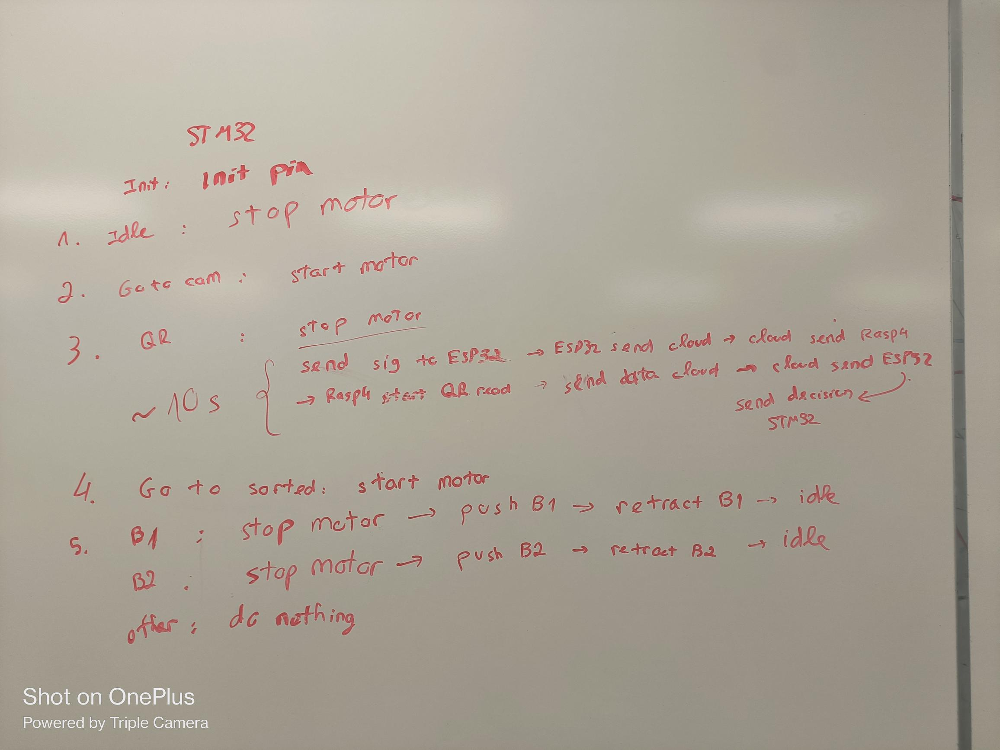 STM32
Init: Init pin
1. Idle : stop motor
2. Go to cam : start motor
3. QR : stop motor
~ 10s { send sig to ESP32 → ESP32 send cloud → cloud send Rasp4
→ Rasp4 start QR read → send data cloud → cloud send ESP32
send decision
STM32
4. Go to sorted: start motor
5. B1 : stop motor → push B1 → retract B1 → idle
B2 : stop motor → push B2 → retract B2 → idle
other : do nothing
Shot on OnePlus
Powered by Triple Camera